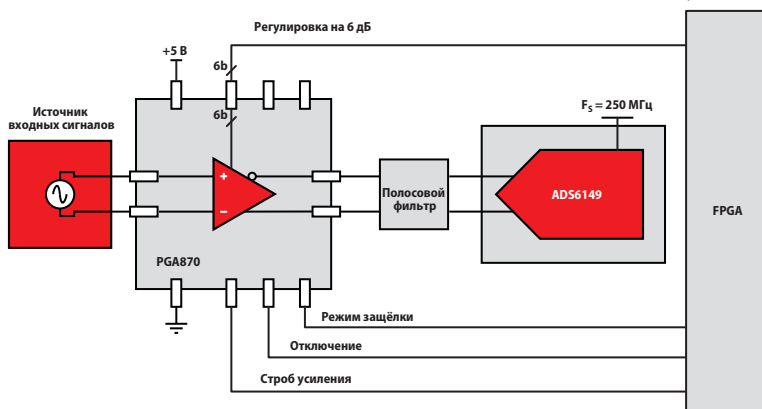 Регулировка на 6 дБ
+5 В
6b
6b
Источник
входных сигналов
F_S = 250 МГц
+
−
Полосовой
фильтр
ADS6149
FPGA
PGA870
Режим защёлки
Отключение
Строб усиления